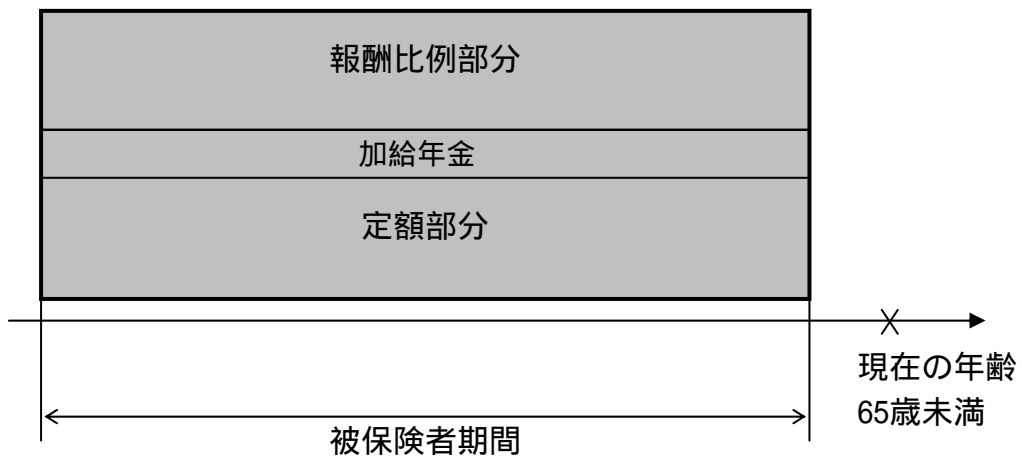 報酬比例部分
加給年金
定額部分
現在の年齢
65歳未満
被保険者期間